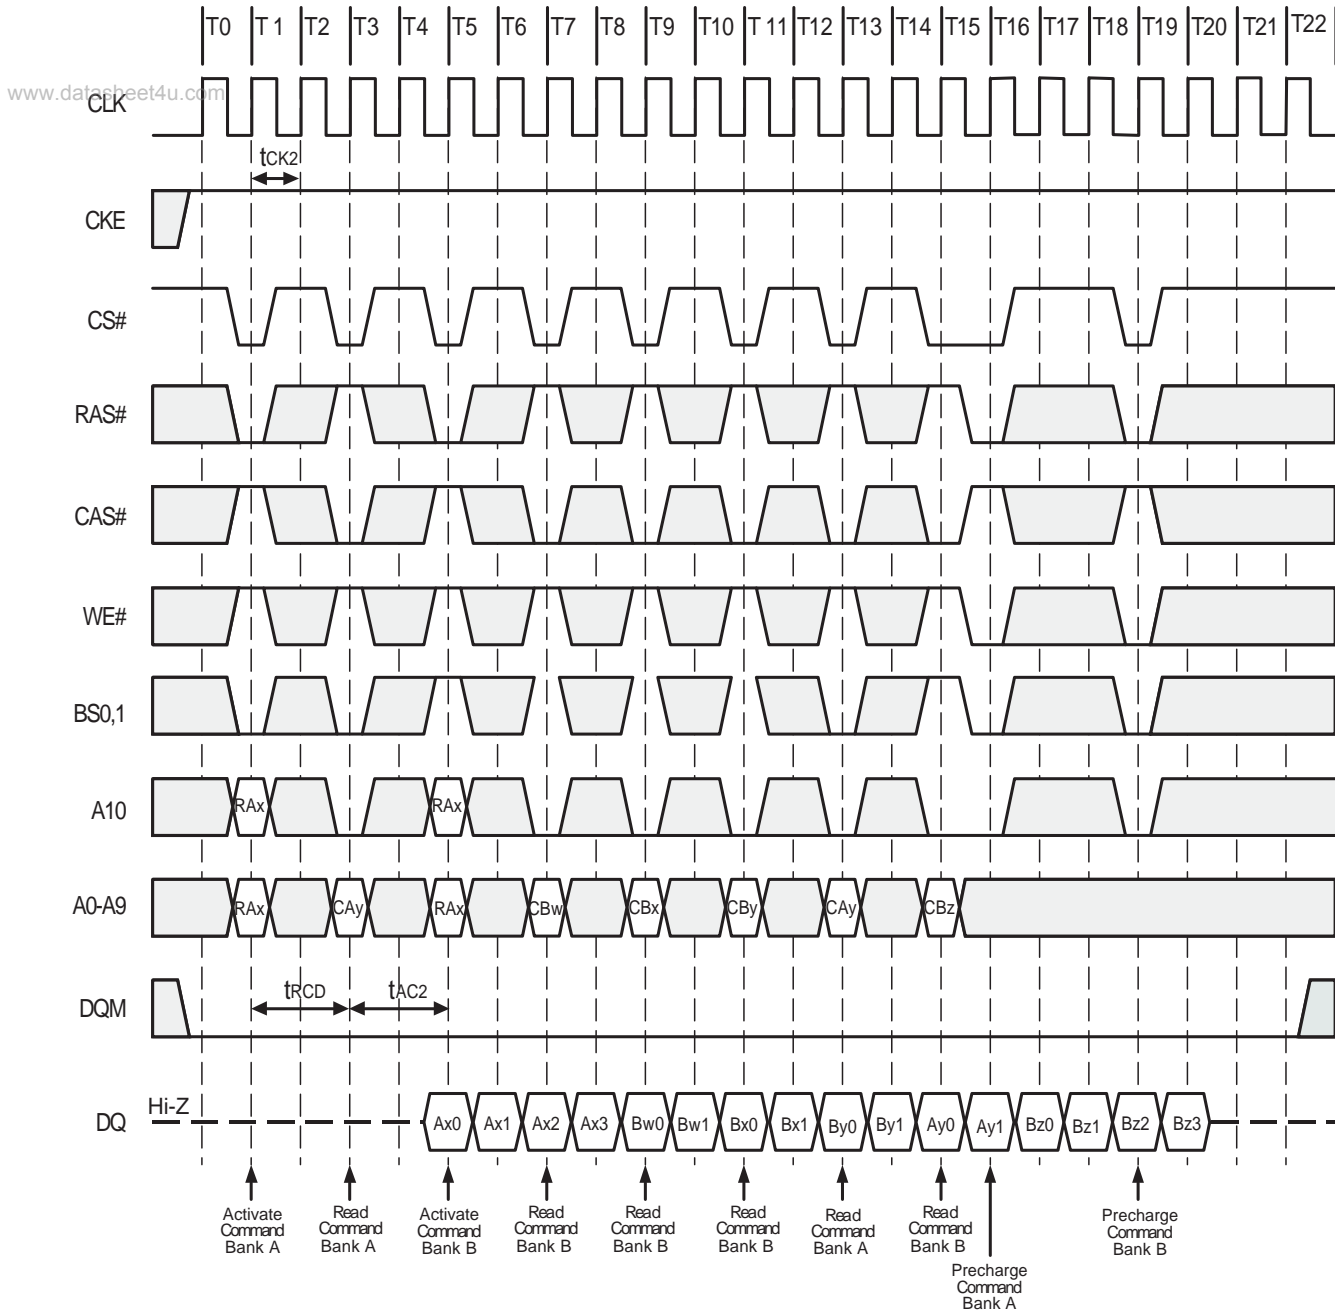 T0 T 1 T2 T3 T4 T5 T6 T7 T8 T9 T10 T 11 T12 T13 T14 T15 T16 T17 T18 T19 T20 T21 T22
www.datasheet4u.com
CLK
tCK2
CKE
CS#
RAS#
CAS#
WE#
BS0,1
A10 RAx RAx
A0-A9 RAx CAy RAx CBw CBx CBy CAy CBz
DQM tRCD tAC2
Hi-Z
DQ Ax0 Ax1 Ax2 Ax3 Bw0 Bw1 Bx0 Bx1 By0 By1 Ay0 Ay1 Bz0 Bz1 Bz2 Bz3
Activate
Command
Bank A
Read
Command
Bank A
Activate
Command
Bank B
Read
Command
Bank B
Read
Command
Bank B
Read
Command
Bank B
Read
Command
Bank A
Read
Command
Bank B
Precharge
Command
Bank A
Precharge
Command
Bank B